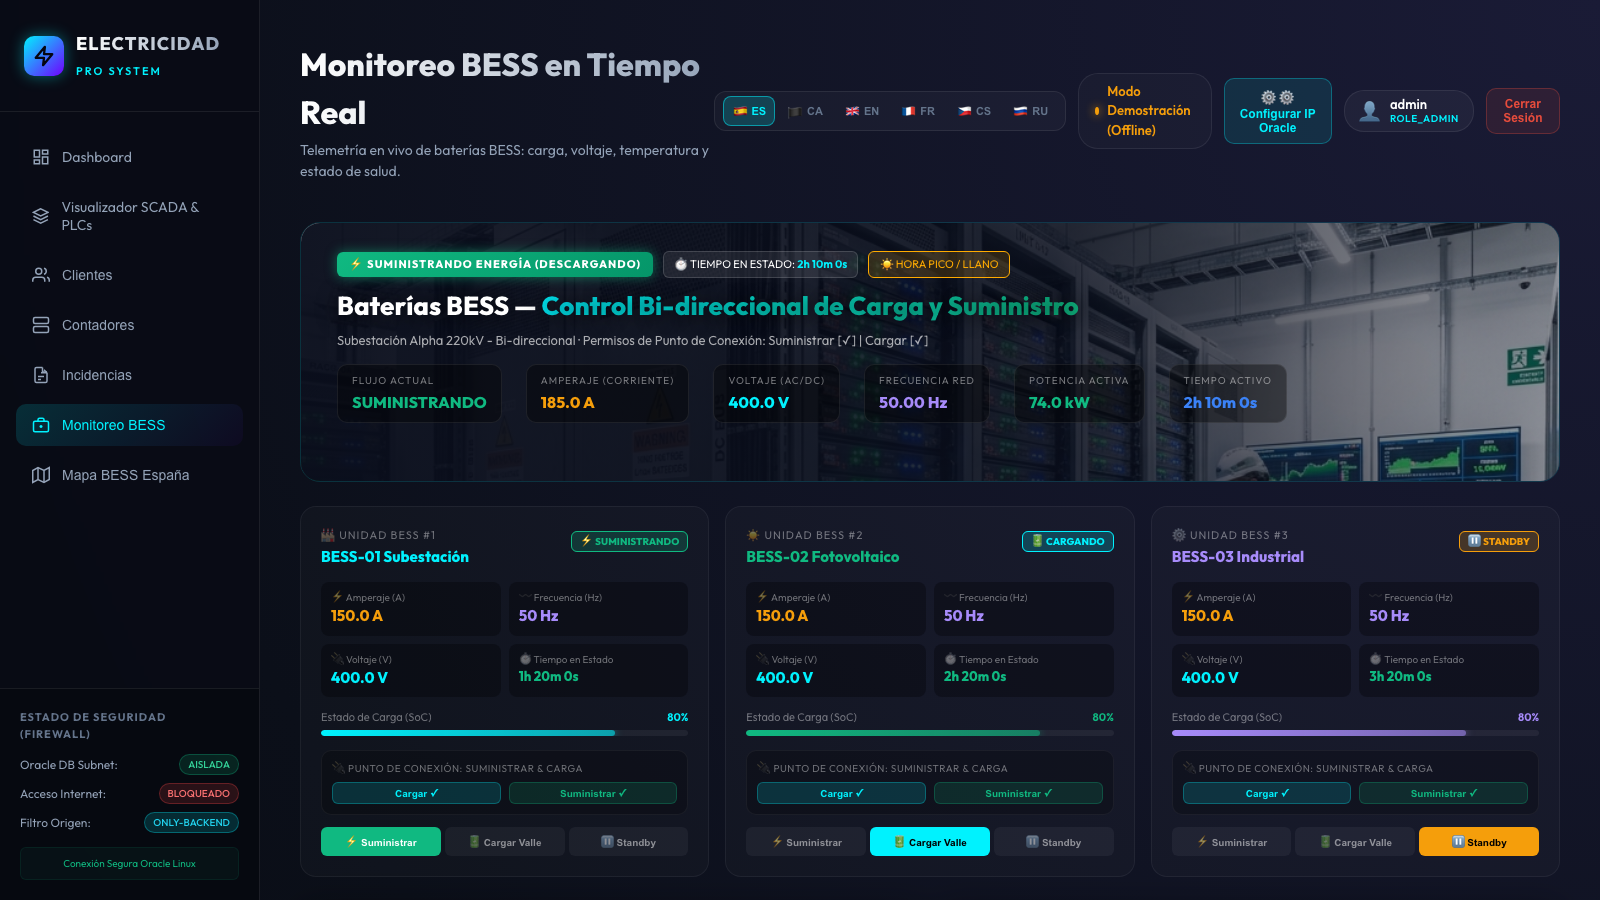 ELECTRICIDAD
PRO SYSTEM
Dashboard
Visualizador SCADA &
PLCs
Clientes
Contadores
Incidencias
Monitoreo BESS
Mapa BESS España
ESTADO DE SEGURIDAD
(FIREWALL)
Oracle DB Subnet: AISLADA
Acceso Internet: BLOQUEADO
Filtro Origen: ONLY-BACKEND
Conexión Segura Oracle Linux
Monitoreo BESS en Tiempo
Real
Telemetría en vivo de baterías BESS: carga, voltaje, temperatura y
estado de salud.
ES CA EN FR CS RU
Modo
Demostración
(Offline)
Configurar IP
Oracle
admin
ROLE_ADMIN
Cerrar
Sesión
SUMINISTRANDO ENERGÍA (DESCARGANDO) TIEMPO EN ESTADO: 2h 10m 0s HORA PICO / LLANO
Baterías BESS — Control Bi-direccional de Carga y Suministro
Subestación Alpha 220kV - Bi-direccional · Permisos de Punto de Conexión: Suministrar [✓] | Cargar [✓]
FLUJO ACTUAL
SUMINISTRANDO
AMPERAJE (CORRIENTE)
185.0 A
VOLTAJE (AC/DC)
400.0 V
FRECUENCIA RED
50.00 Hz
POTENCIA ACTIVA
74.0 kW
TIEMPO ACTIVO
2h 10m 0s
UNIDAD BESS #1
BESS-01 Subestación
SUMINISTRANDO
Amperaje (A)
150.0 A
Frecuencia (Hz)
50 Hz
Voltaje (V)
400.0 V
Tiempo en Estado
1h 20m 0s
Estado de Carga (SoC) 80%
PUNTO DE CONEXIÓN: SUMINISTRAR & CARGA
Cargar ✓ Suministrar ✓
Suministrar Cargar Valle Standby
UNIDAD BESS #2
BESS-02 Fotovoltaico
CARGANDO
Amperaje (A)
150.0 A
Frecuencia (Hz)
50 Hz
Voltaje (V)
400.0 V
Tiempo en Estado
2h 20m 0s
Estado de Carga (SoC) 80%
PUNTO DE CONEXIÓN: SUMINISTRAR & CARGA
Cargar ✓ Suministrar ✓
Suministrar Cargar Valle Standby
UNIDAD BESS #3
BESS-03 Industrial
STANDBY
Amperaje (A)
150.0 A
Frecuencia (Hz)
50 Hz
Voltaje (V)
400.0 V
Tiempo en Estado
3h 20m 0s
Estado de Carga (SoC) 80%
PUNTO DE CONEXIÓN: SUMINISTRAR & CARGA
Cargar ✓ Suministrar ✓
Suministrar Cargar Valle Standby